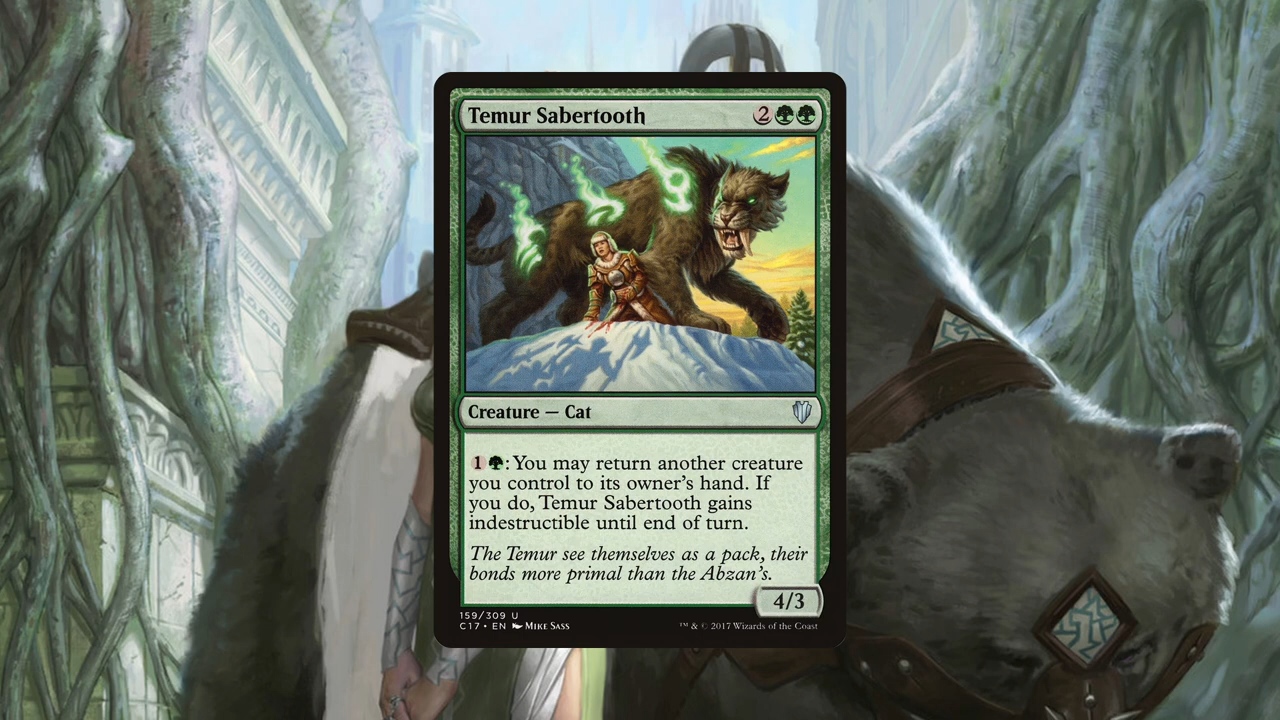 Temur Sabertooth 2
Creature — Cat
1 : You may return another creature
you control to its owner's hand. If
you do, Temur Sabertooth gains
indestructible until end of turn.
The Temur see themselves as a pack, their
bonds more primal than the Abzan's.
4/3
159/309 U
C17 • EN Mike Sass ™ & © 2017 Wizards of the Coast